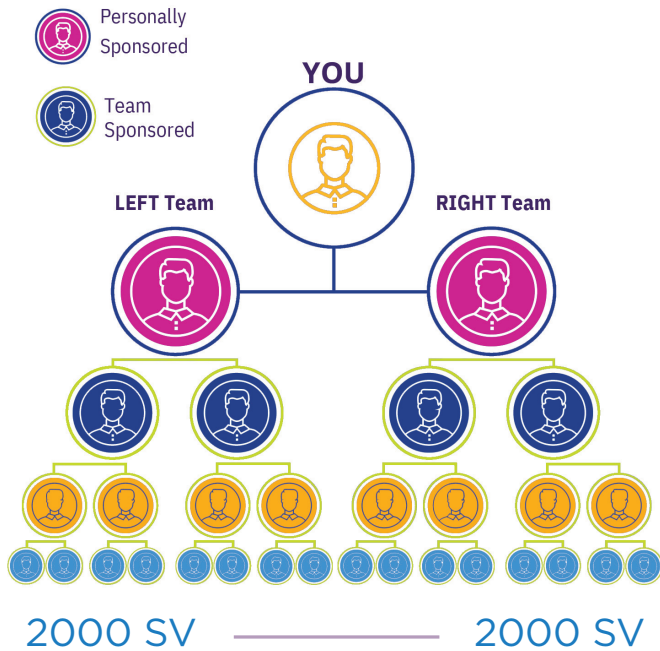 Personally
Sponsored
Team
Sponsored
YOU
LEFT Team
RIGHT Team
2000 SV
2000 SV